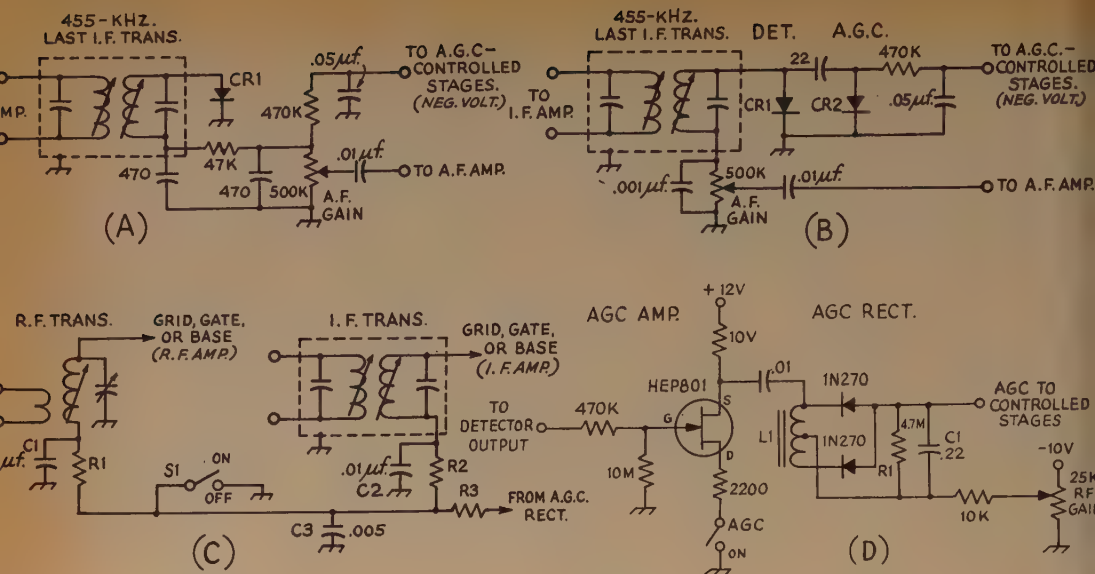 455-KHZ.
LAST I.F. TRANS.
MP.
CR1
.05µf.
TO A.G.C-
CONTROLLED
STAGES.
(NEG. VOLT.)
470K
47K
.01µf.
TO A.F. AMP.
470
470
500K
A.F.
GAIN
(A)
455-KHZ.
LAST I.F. TRANS.
DET.
A.G.C.
TO
I.F. AMP.
22
470K
CR1
CR2
.05µf.
TO A.G.C.-
CONTROLLED
STAGES.
(NEG. VOLT.)
.001µf.
500K
A.F.
GAIN
.01µf.
TO A.F. AMP.
(B)
R.F. TRANS.
GRID, GATE,
OR BASE
(R.F. AMP.)
C1
µf.
R1
S1
ON
OFF
I.F. TRANS.
GRID, GATE,
OR BASE
(I.F. AMP.)
.01µf.
C2
R2
R3
FROM A.G.C.
RECT.
C3
.005
(C)
AGC AMP.
+12V
AGC RECT.
10V
HEP801
.01
1N270
TO
DETECTOR
OUTPUT
470K
G
S
D
10M
L1
1N270
4.7M
R1
C1
.22
AGC TO
CONTROLLED
STAGES
2200
AGC
ON
10K
-10V
25K
RF
GAIN
(D)